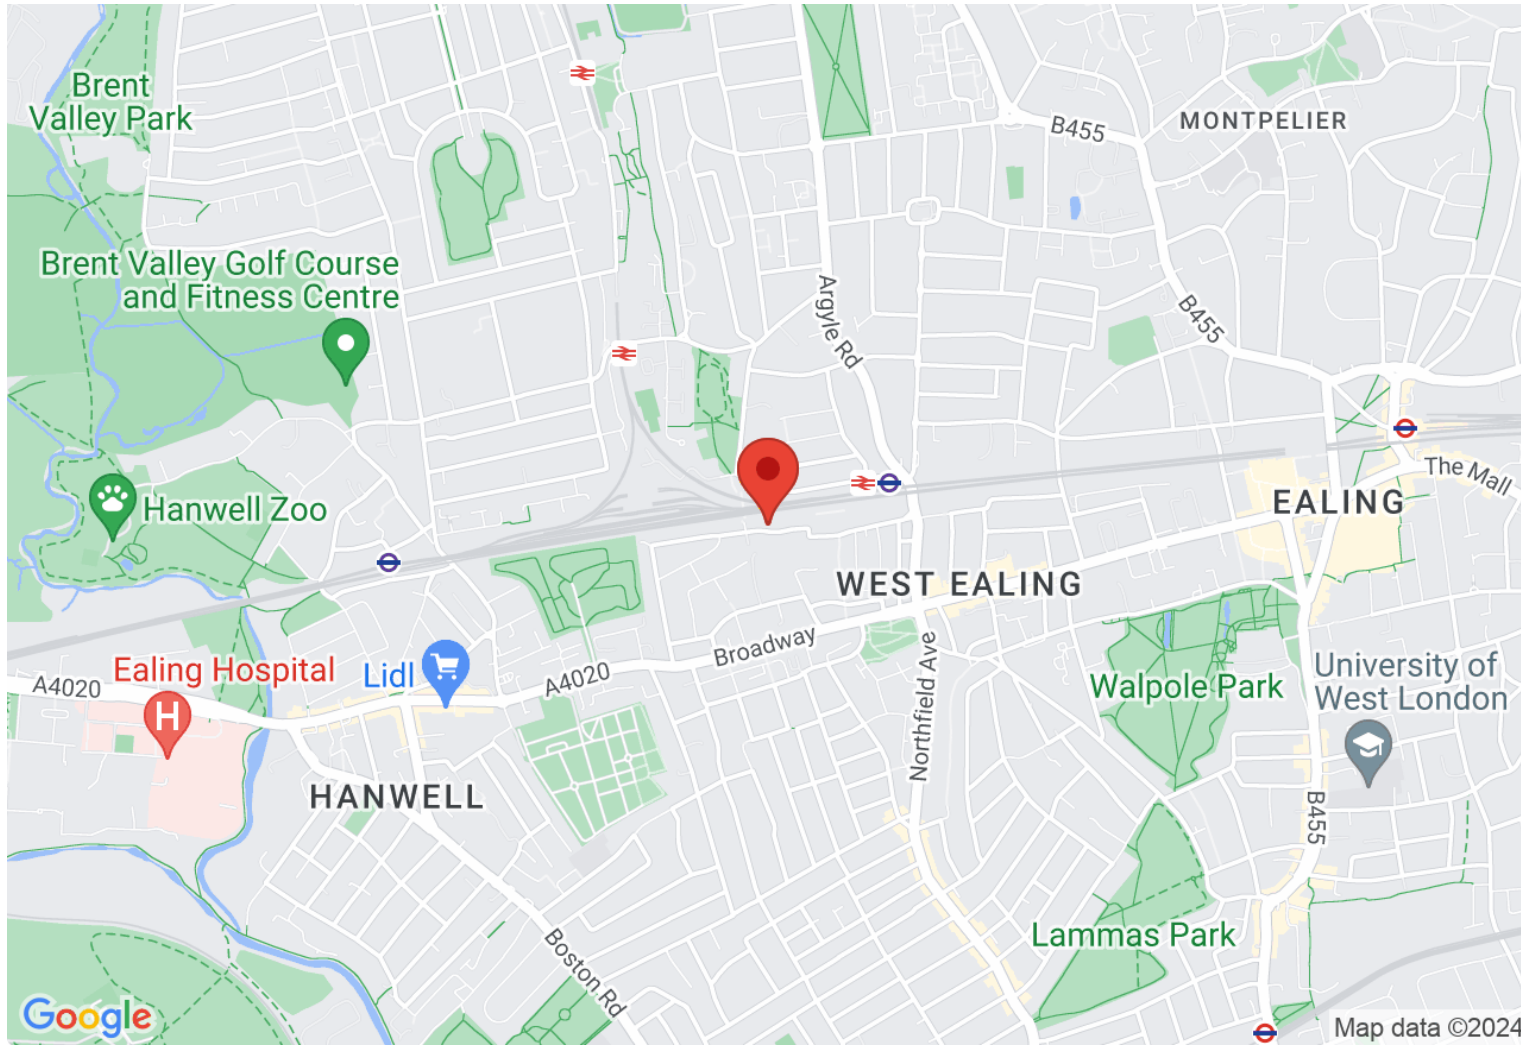 Brent
Valley Park
MONTPELIER
B455
Brent Valley Golf Course
and Fitness Centre
Argyle Rd
B455
Hanwell Zoo
The Mall
EALING
WEST EALING
Broadway
Ealing Hospital
Lidl
A4020
A4020
Northfield Ave
Walpole Park
University of
West London
H
HANWELL
B455
Lammas Park
Boston Rd
Google
Map data ©2024